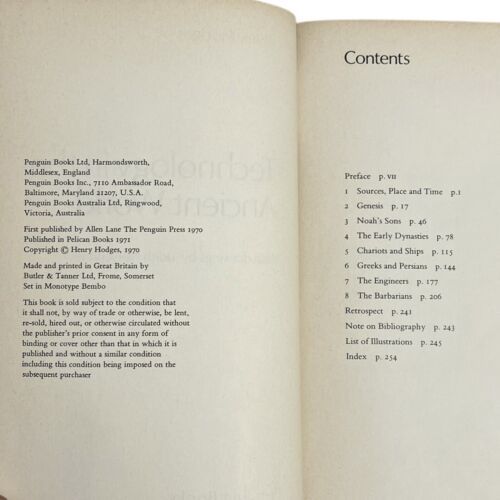 Penguin Books Ltd, Harmondsworth,
Middlesex, England
Penguin Books Inc., 7110 Ambassador Road,
Baltimore, Maryland 21207, U.S.A.
Penguin Books Australia Ltd, Ringwood,
Victoria, Australia
First published by Allen Lane The Penguin Press 1970
Published in Pelican Books 1971
Copyright © Henry Hodges, 1970
Made and printed in Great Britain by
Butler & Tanner Ltd, Frome, Somerset
Set in Monotype Bembo
This book is sold subject to the condition that
it shall not, by way of trade or otherwise, be lent,
re-sold, hired out, or otherwise circulated without
the publisher's prior consent in any form of
binding or cover other than that in which it is
published and without a similar condition
including this condition being imposed on the
subsequent purchaser
Contents
Preface p. vii
1 Sources, Place and Time p.1
2 Genesis p. 17
3 Noah's Sons p. 46
4 The Early Dynasties p. 78
5 Chariots and Ships p. 115
6 Greeks and Persians p. 144
7 The Engineers p. 177
8 The Barbarians p. 206
Retrospect p. 241
Note on Bibliography p. 243
List of Illustrations p. 245
Index p. 254